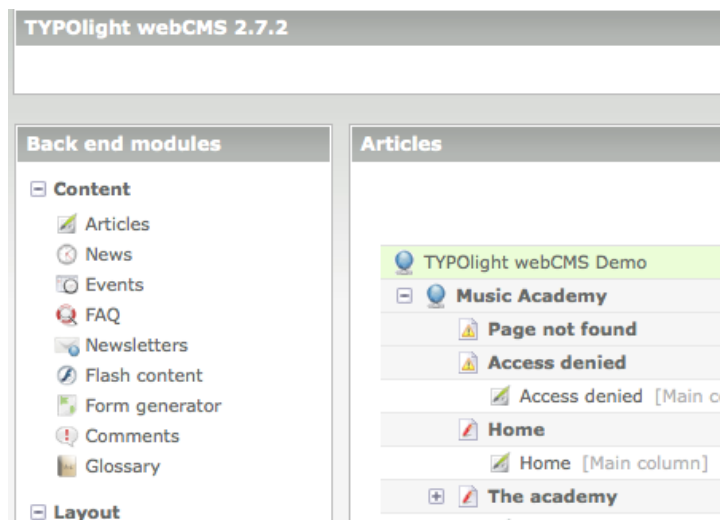 TYPOlight webCMS 2.7.2
Back end modules
Content
Articles
News
Events
FAQ
Newsletters
Flash content
Form generator
Comments
Glossary
Layout
Articles
TYPOlight webCMS Demo
Music Academy
Page not found
Access denied
Access denied [Main
Home
Home [Main column]
The academy